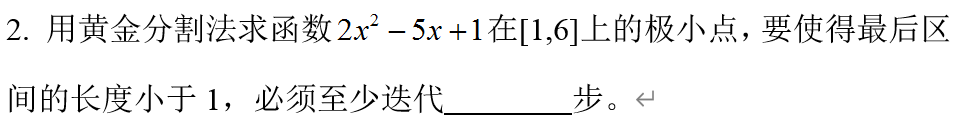 2. 用黄金分割法求函数2x² − 5x + 1在[1,6]上的极小点，要使得最后区
间的长度小于 1，必须至少迭代________步。↵